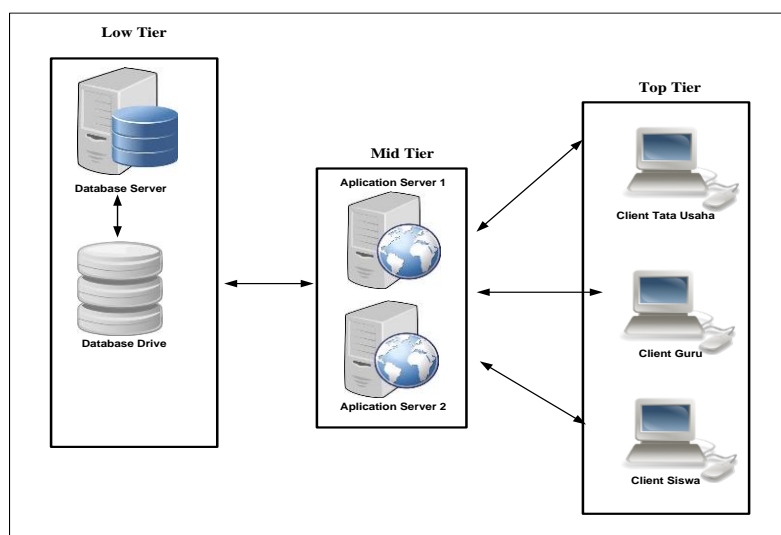 Low Tier
Database Server
Database Drive
Mid Tier
Aplication Server 1
Aplication Server 2
Top Tier
Client Tata Usaha
Client Guru
Client Siswa